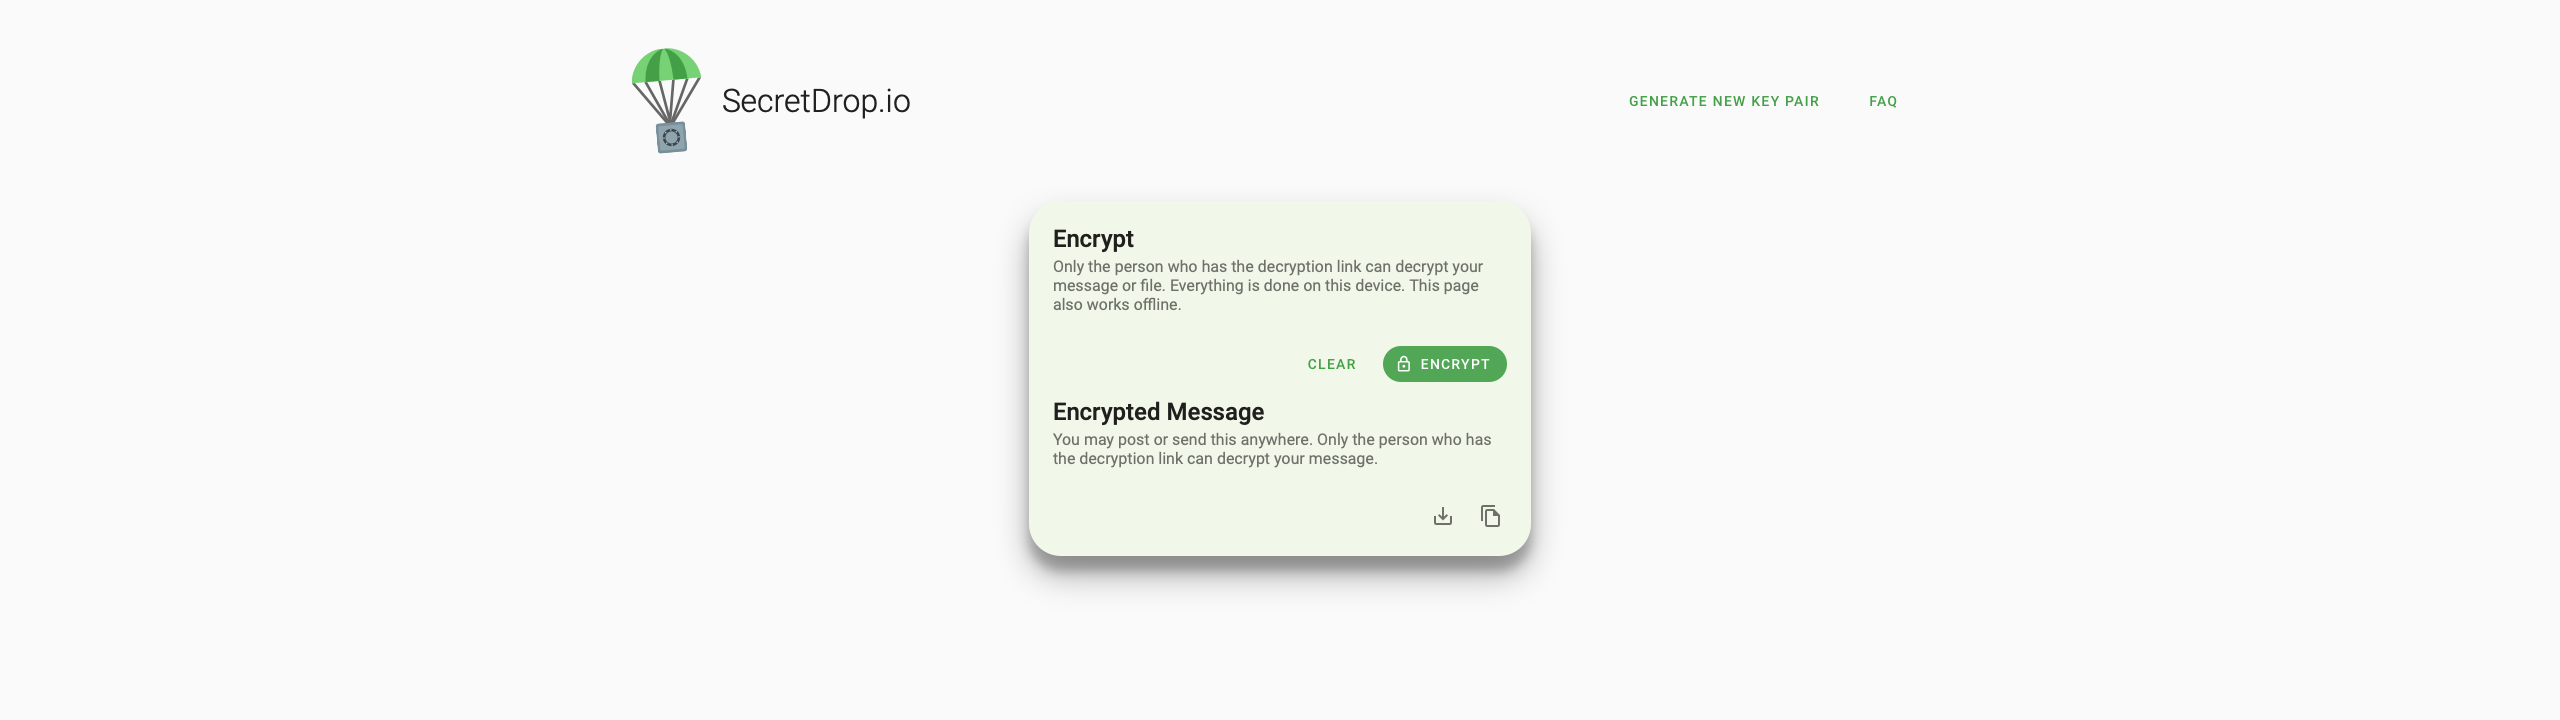 SecretDrop.io
GENERATE NEW KEY PAIR
FAQ
Encrypt
Only the person who has the decryption link can decrypt your
message or file. Everything is done on this device. This page
also works offline.
CLEAR
ENCRYPT
Encrypted Message
You may post or send this anywhere. Only the person who has
the decryption link can decrypt your message.